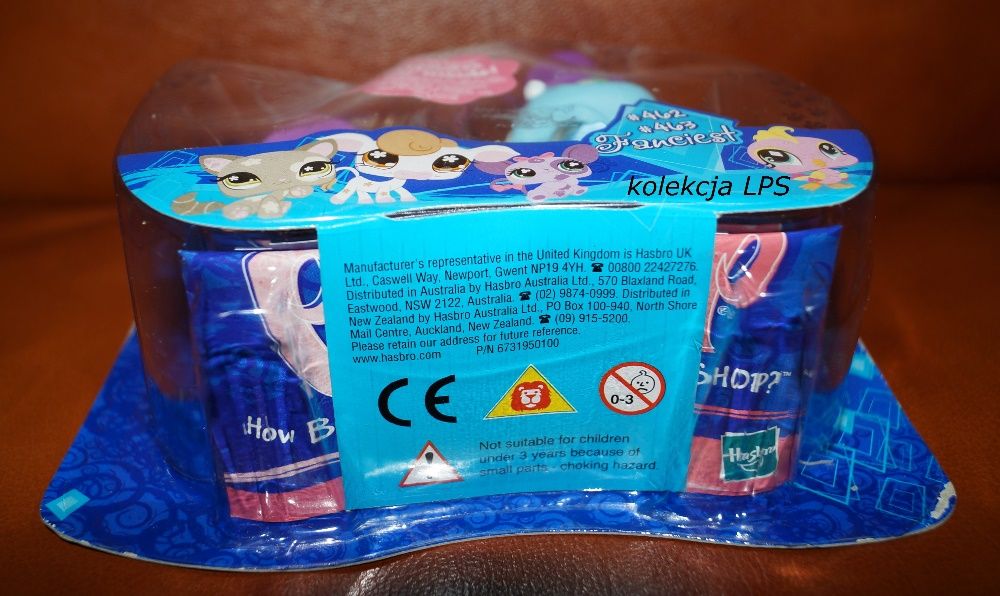 #462
#463
Fanciest
kolekcja LPS
Manufacturer's representative in the United Kingdom is Hasbro UK
Ltd., Caswell Way, Newport, Gwent NP19 4YH. ☎ 00800 22427276.
Distributed in Australia by Hasbro Australia Ltd., 570 Blaxland Road,
Eastwood, NSW 2122, Australia. ☎ (02) 9874-0999. Distributed in
New Zealand by Hasbro Australia Ltd., PO Box 100-940, North Shore
Mail Centre, Auckland, New Zealand. ☎ (09) 915-5200.
Please retain our address for future reference.
www.hasbro.com P/N 6731950100
CE
0-3
Not suitable for children
under 3 years because of
small parts - choking hazard.
How B
SHOP?™
Hasbro